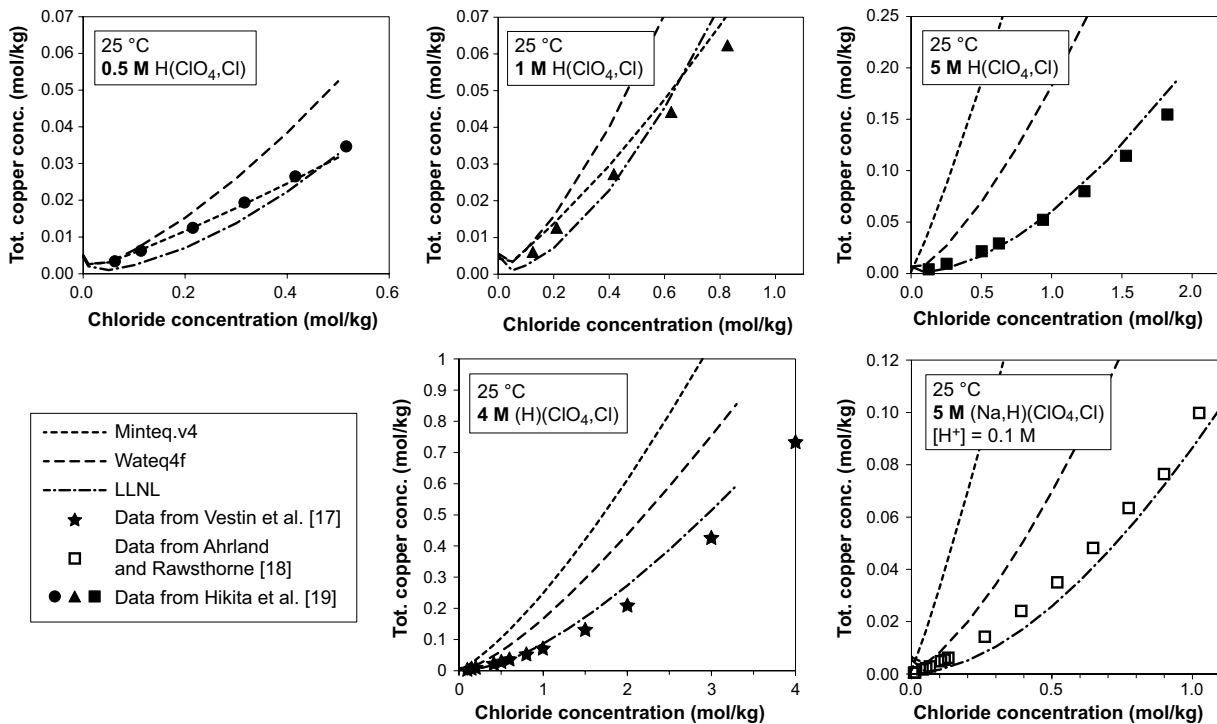 Tot. copper conc. (mol/kg)
0.07
0.06
0.05
0.04
0.03
0.02
0.01
0.00
25 °C
0.5 M H(ClO4,Cl)
0.0 0.2 0.4 0.6
Chloride concentration (mol/kg)
Tot. copper conc. (mol/kg)
0.07
0.06
0.05
0.04
0.03
0.02
0.01
0.00
25 °C
1 M H(ClO4,Cl)
0.0 0.2 0.4 0.6 0.8 1.0
Chloride concentration (mol/kg)
Tot. copper conc. (mol/kg)
0.25
0.20
0.15
0.10
0.05
0.00
25 °C
5 M H(ClO4,Cl)
0.0 0.5 1.0 1.5 2.0
Chloride concentration (mol/kg)
Minteq.v4
Wateq4f
LLNL
Data from Vestin et al. [17]
Data from Ahrland
and Rawsthorne [18]
Data from Hikita et al. [19]
Tot. copper conc. (mol/kg)
1
0.9
0.8
0.7
0.6
0.5
0.4
0.3
0.2
0.1
0
25 °C
4 M (H)(ClO4,Cl)
0 1 2 3 4
Chloride concentration (mol/kg)
Tot. copper conc. (mol/kg)
0.12
0.10
0.08
0.06
0.04
0.02
0.00
25 °C
5 M (Na,H)(ClO4,Cl)
[H+] = 0.1 M
0.0 0.5 1.0
Chloride concentration (mol/kg)